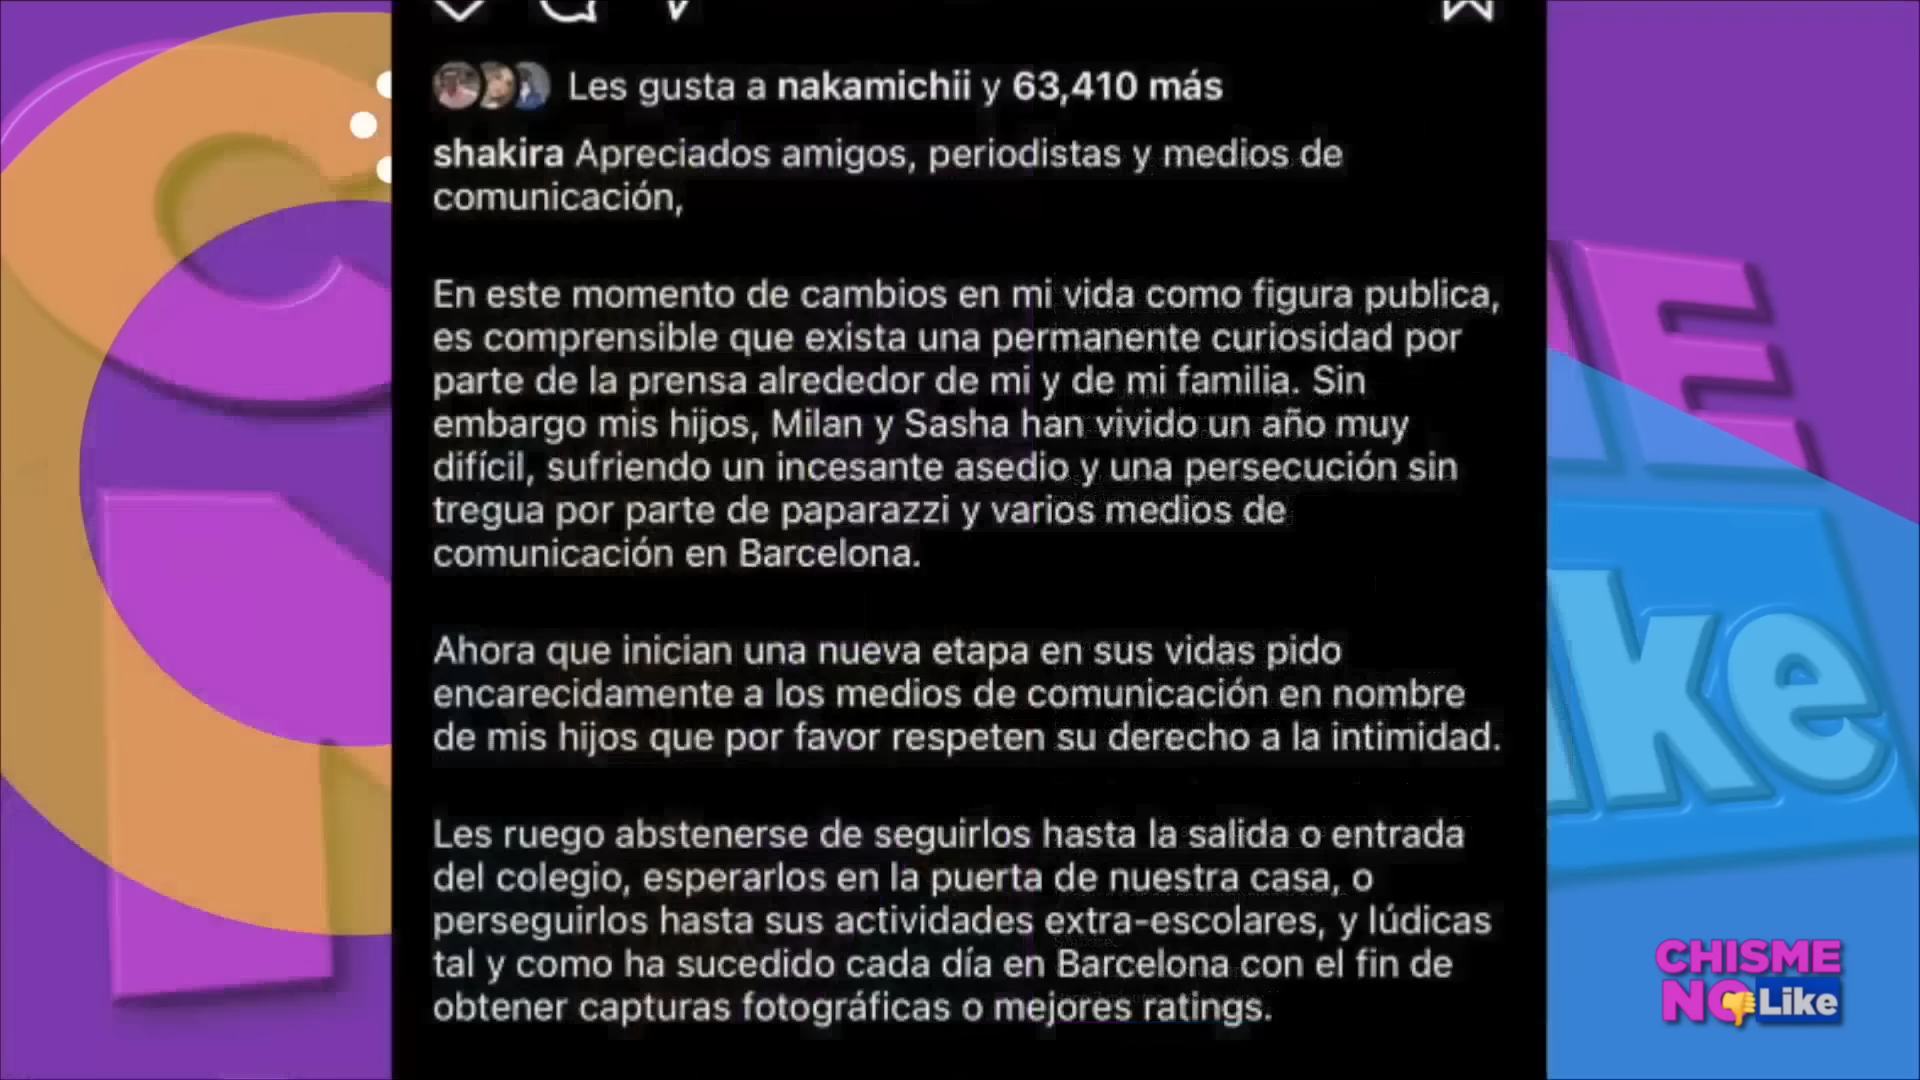 Les gusta a nakamichii y 63,410 más
shakira Apreciados amigos, periodistas y medios de
comunicación,
En este momento de cambios en mi vida como figura publica,
es comprensible que exista una permanente curiosidad por
parte de la prensa alrededor de mi y de mi familia. Sin
embargo mis hijos, Milan y Sasha han vivido un año muy
difícil, sufriendo un incesante asedio y una persecución sin
tregua por parte de paparazzi y varios medios de
comunicación en Barcelona.
Ahora que inician una nueva etapa en sus vidas pido
encarecidamente a los medios de comunicación en nombre
de mis hijos que por favor respeten su derecho a la intimidad.
Les ruego abstenerse de seguirlos hasta la salida o entrada
del colegio, esperarlos en la puerta de nuestra casa, o
perseguirlos hasta sus actividades extra-escolares, y lúdicas
tal y como ha sucedido cada día en Barcelona con el fin de
obtener capturas fotográficas o mejores ratings.
CHISME
NO Like